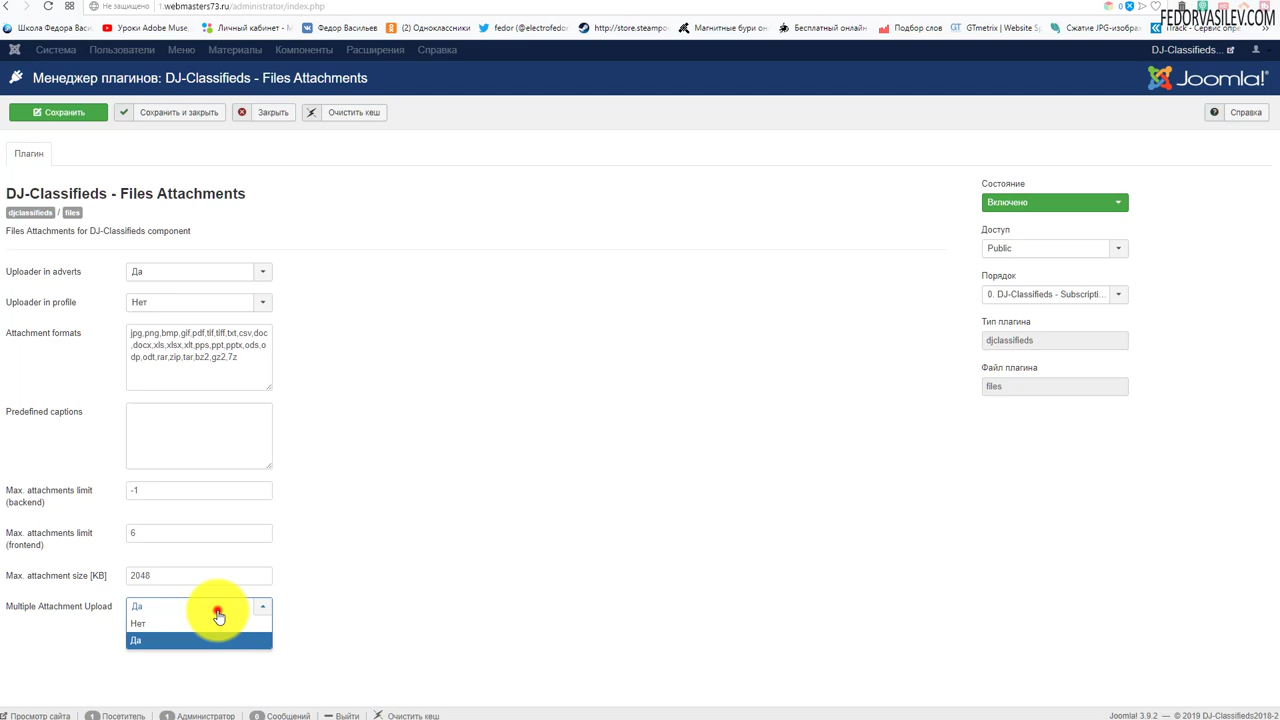 Не защищено 1.webmasters73.ru/administrator/index.php
FEDORVASILEV.COM
Школа Федора Васи... Уроки Adobe Muse, Личный кабинет - М Федор Васильев (2) Одноклассники fedor (@electrofedor http://store.steampo Магнитные бури он Бесплатный онлайн Подбор слов GTmetrix | Website S Сжатие JPG-изобра iTrack - Сервис опре
Система Пользователи Меню Материалы Компоненты Расширения Справка DJ-Classifieds...
Менеджер плагинов: DJ-Classifieds - Files Attachments Joomla!®
Сохранить Сохранить и закрыть Закрыть Очистить кеш Справка
Плагин
DJ-Classifieds - Files Attachments
djclassifieds / files
Files Attachments for DJ-Classifieds component
Uploader in adverts Да
Uploader in profile Нет
Attachment formats
jpg,png,bmp,gif,pdf,tif,tiff,txt,csv,doc
,docx,xls,xlsx,xlt,pps,ppt,pptx,ods,o
dp,odt,rar,zip,tar,bz2,gz2,7z
Predefined captions
Max. attachments limit
(backend)
-1
Max. attachments limit
(frontend)
6
Max. attachment size [KB] 2048
Multiple Attachment Upload Да
Нет
Да
Состояние
Включено
Доступ
Public
Порядок
0. DJ-Classifieds - Subscripti...
Тип плагина
djclassifieds
Файл плагина
files
Просмотр сайта 1 Посетитель 1 Администратор 0 Сообщений Выйти Очистить кеш Joomla! 3.9.2 — © 2019 DJ-Classifieds2018-2